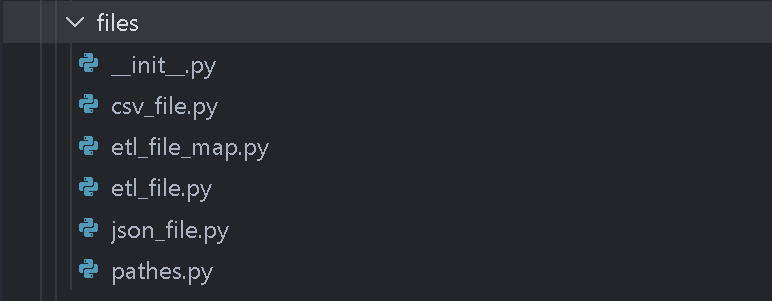 files
__init__.py
csv_file.py
etl_file_map.py
etl_file.py
json_file.py
pathes.py